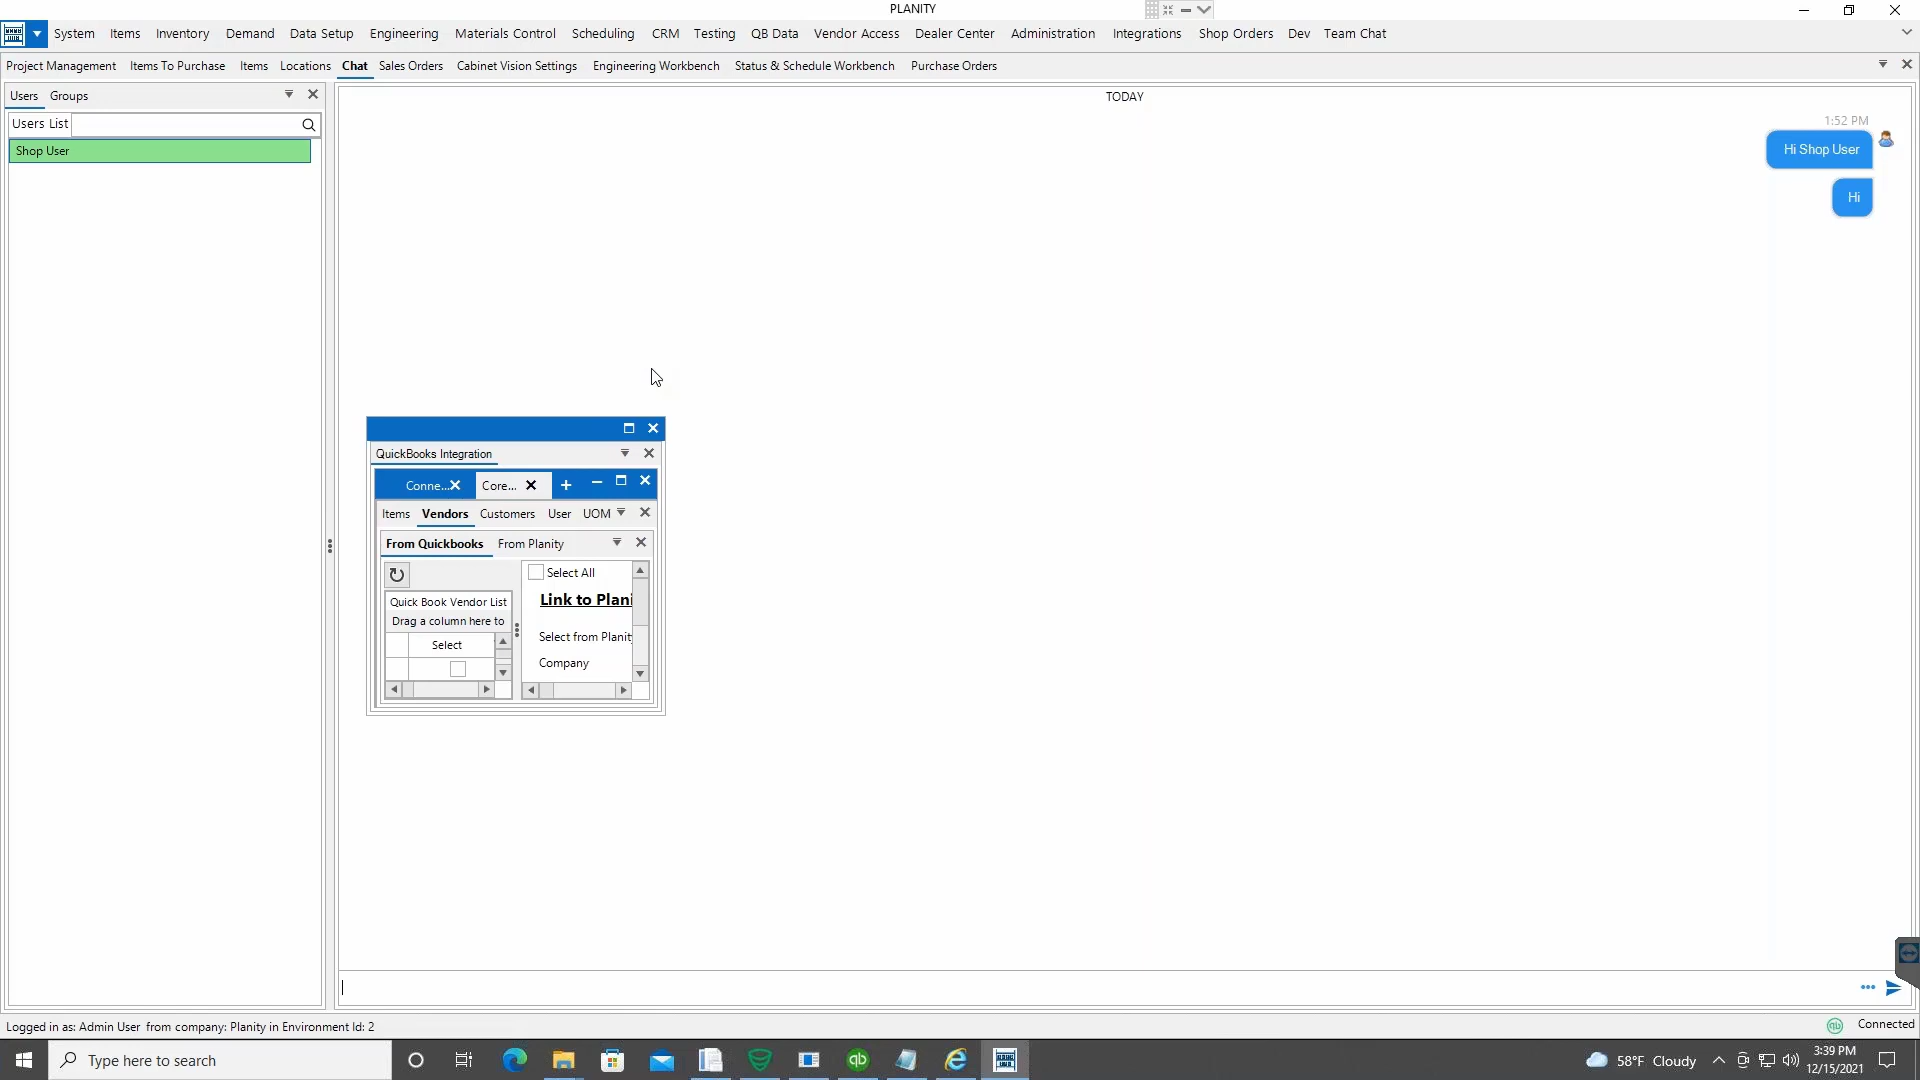 PLANITY
System Items Inventory Demand Data Setup Engineering Materials Control Scheduling CRM Testing QB Data Vendor Access Dealer Center Administration Integrations Shop Orders Dev Team Chat
Project Management Items To Purchase Items Locations Chat Sales Orders Cabinet Vision Settings Engineering Workbench Status & Schedule Workbench Purchase Orders
Users Groups
TODAY
Users List
1:52 PM
Shop User
Hi Shop User
Hi
QuickBooks Integration
Conne... Core...
Items Vendors Customers User UOM
From Quickbooks From Planity
Select All
Quick Book Vendor List
Link to Plani
Drag a column here to
Select
Select from Planit
Company
Logged in as: Admin User from company: Planity in Environment Id: 2
Connected
Type here to search
58°F Cloudy
3:39 PM
12/15/2021